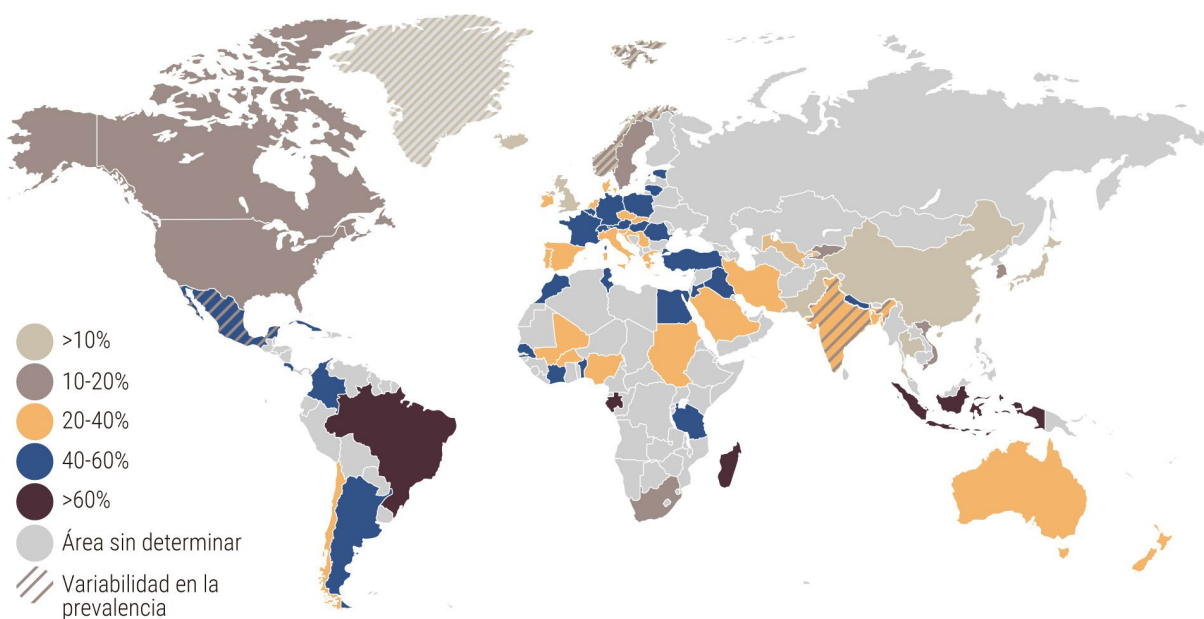 >10%
10-20%
20-40%
40-60%
>60%
Área sin determinar
Variabilidad en la
prevalencia